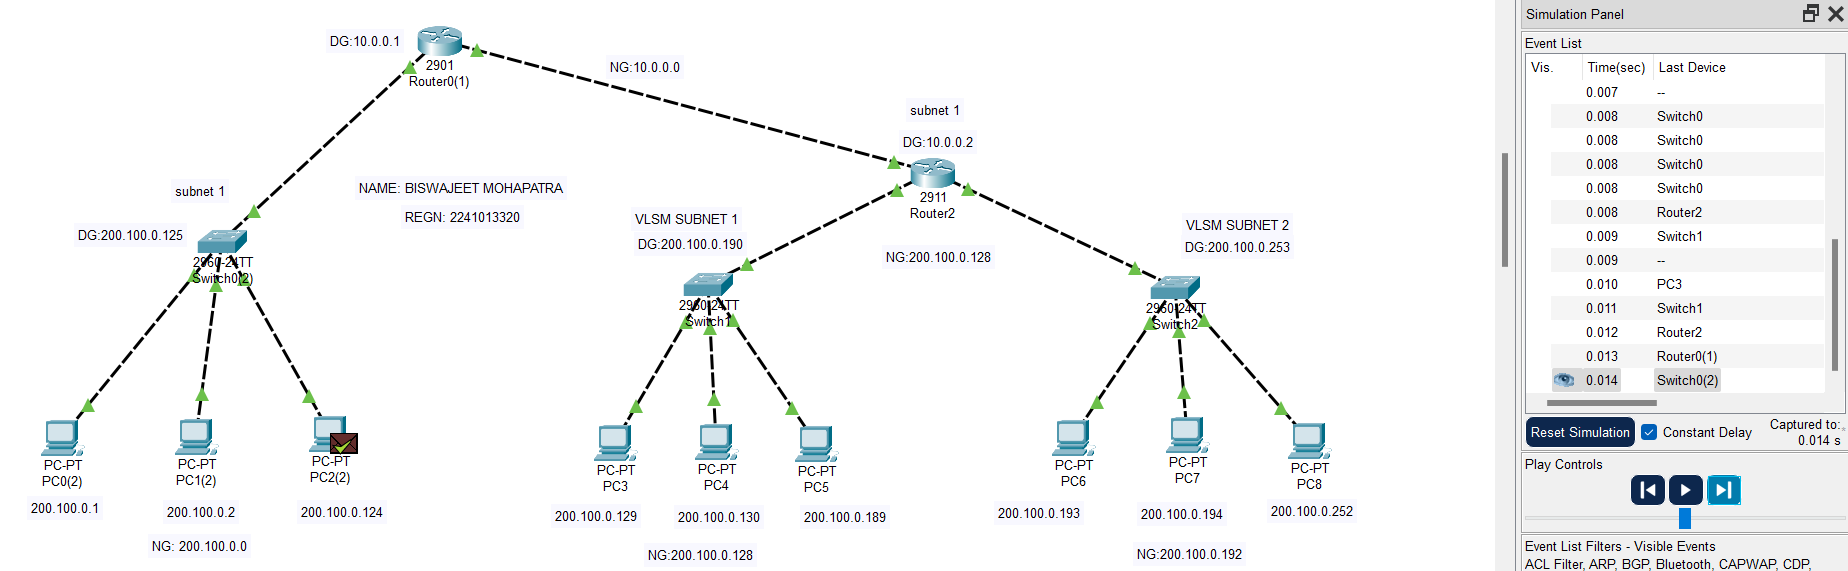 DG:10.0.0.1
2901
Router0(1)
NG:10.0.0.0
subnet 1
DG:10.0.0.2
2911
Router2
subnet 1
NAME: BISWAJEET MOHAPATRA
REGN: 2241013320
DG:200.100.0.125
2960-24TT
Switch0(2)
VLSM SUBNET 1
DG:200.100.0.190
NG:200.100.0.128
VLSM SUBNET 2
DG:200.100.0.253
2960-24TT
Switch1
2960-24TT
Switch2
PC-PT
PC0(2)
PC-PT
PC1(2)
PC-PT
PC2(2)
PC-PT
PC3
PC-PT
PC4
PC-PT
PC5
PC-PT
PC6
PC-PT
PC7
PC-PT
PC8
200.100.0.1
200.100.0.2
200.100.0.124
200.100.0.129
200.100.0.130
200.100.0.189
200.100.0.193
200.100.0.194
200.100.0.252
NG: 200.100.0.0
NG:200.100.0.128
NG:200.100.0.192
Simulation Panel
Event List
Vis. Time(sec) Last Device
0.007 --
0.008 Switch0
0.008 Switch0
0.008 Switch0
0.008 Switch0
0.008 Router2
0.009 Switch1
0.009 --
0.010 PC3
0.011 Switch1
0.012 Router2
0.013 Router0(1)
0.014 Switch0(2)
Reset Simulation Constant Delay Captured to:
0.014 s
Play Controls
Event List Filters - Visible Events
ACL Filter, ARP, BGP, Bluetooth, CAPWAP, CDP,